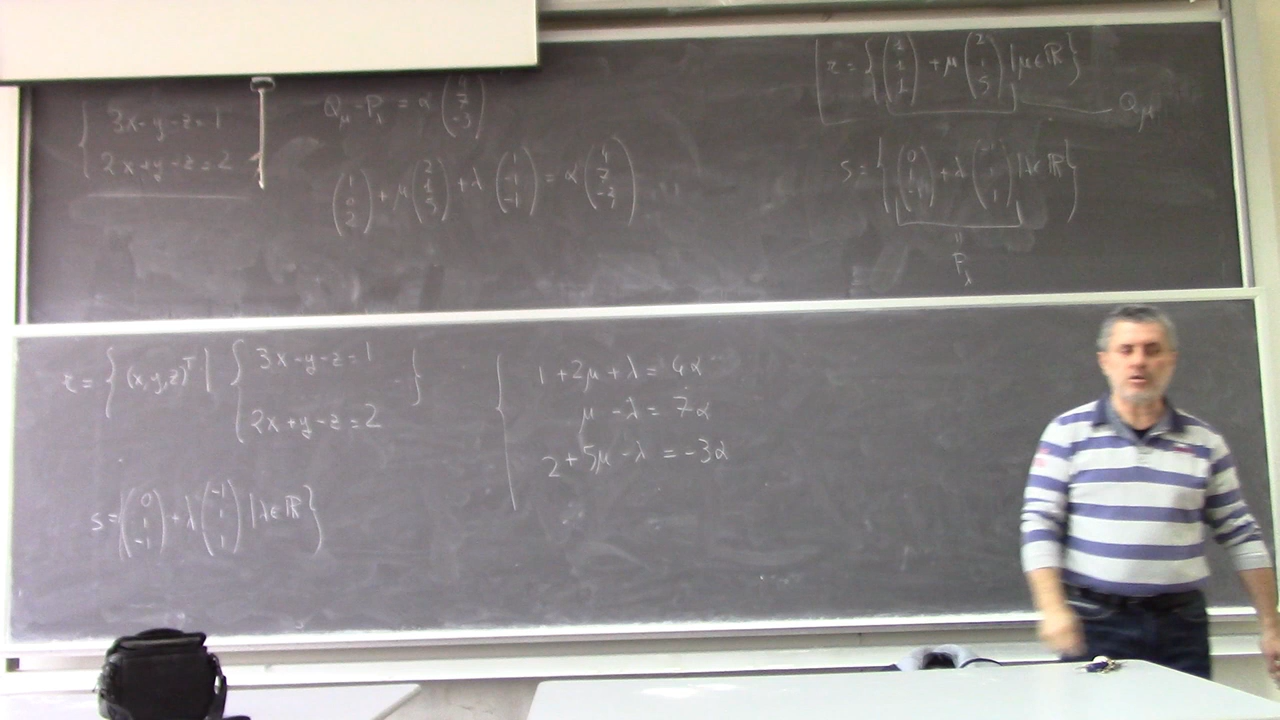 { 3x-y-z=1
2x+y-z=2
Q_μ - P_λ = α (4 7 -3)
(1 0 2) + μ (2 1 5) + λ (1 -1 -1) = α (4 7 -3)
r = { (1 1 1) + μ (2 1 5) | μ∈ℝ }
Q_μ
s = { (0 1 -1) + λ (-1 1 1) | λ∈ℝ }
=
P_λ
r = { (x,y,z)^T | { 3x-y-z=1
2x+y-z=2 }
s = { (0 1 -1) + λ (-1 1 1) | λ∈ℝ }
{ 1+2μ+λ = 4α
μ-λ = 7α
2+5μ-λ = -3α